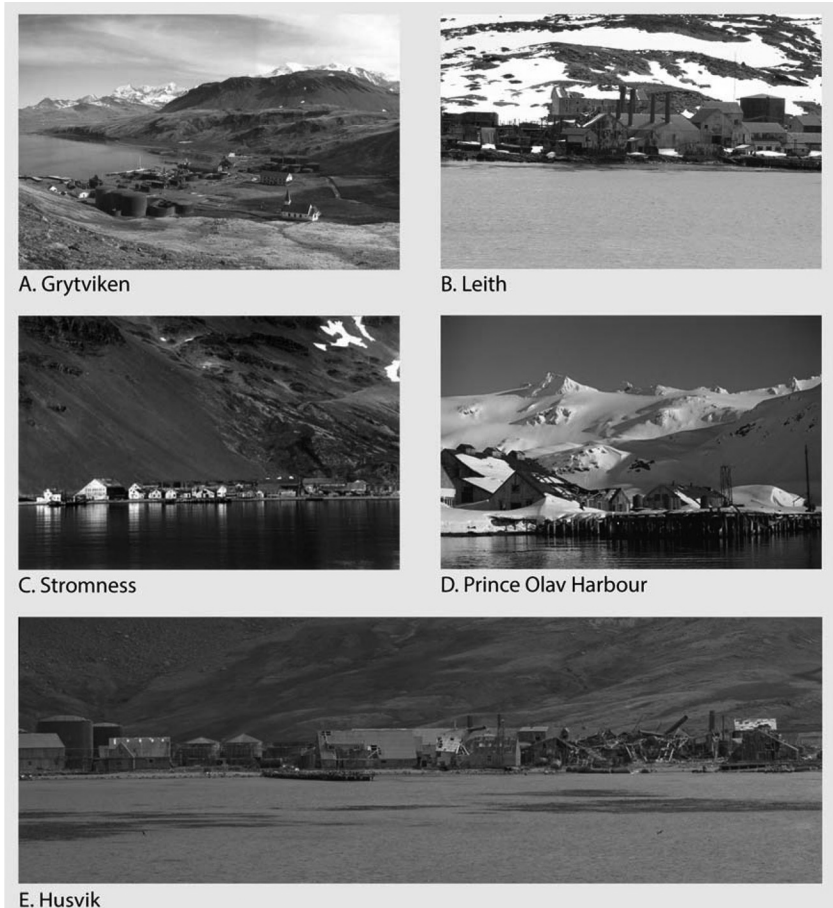 A. Grytviken
B. Leith
C. Stromness
D. Prince Olav Harbour
E. Husvik